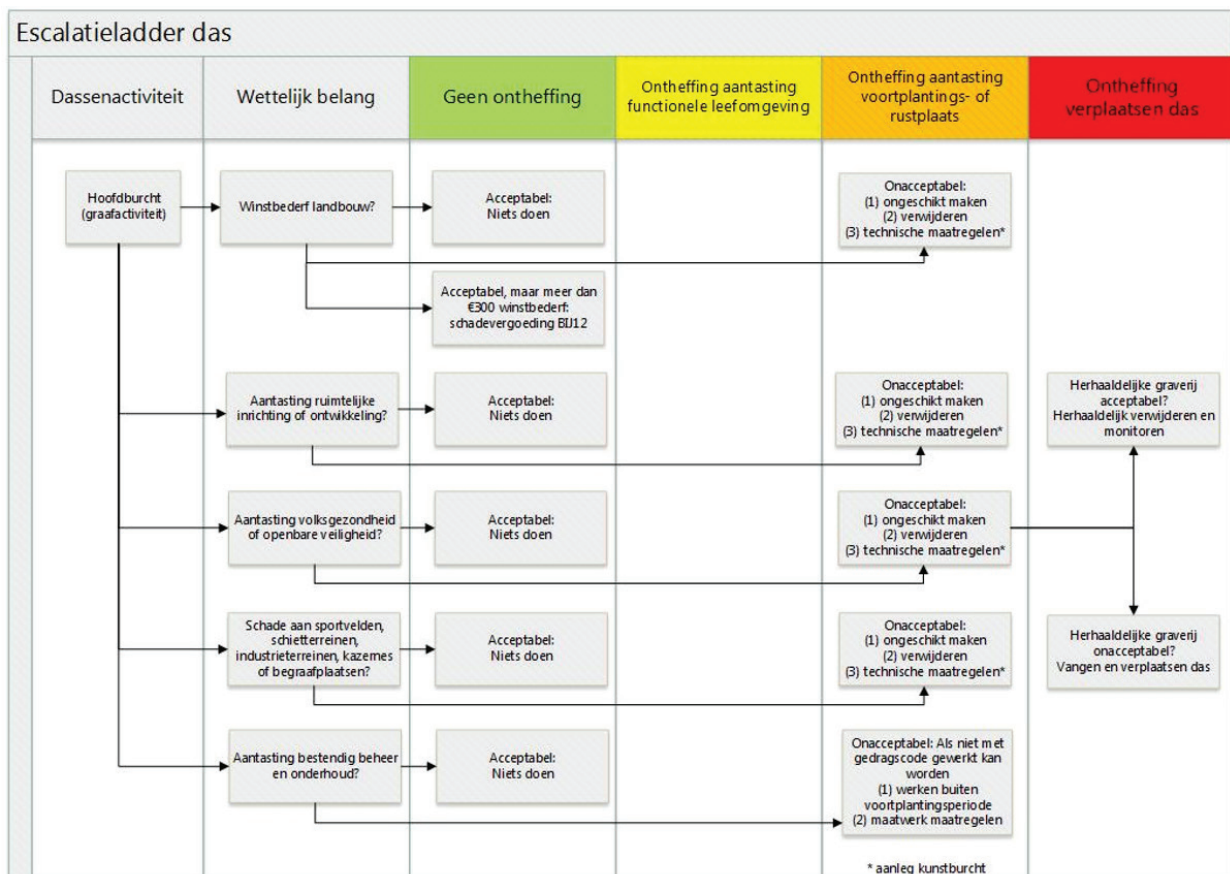 Escalatieladder das
Dassenactiviteit
Wettelijk belang
Geen ontheffing
Ontheffing aantasting
functionele leefomgeving
Ontheffing aantasting
voortplantings- of
rustplaats
Ontheffing
verplaatsen das
Hoofdburcht
(graafactiviteit)
Winstbederf landbouw?
Acceptabel:
Niets doen
Onacceptabel:
(1) ongeschikt maken
(2) verwijderen
(3) technische maatregelen*
Acceptabel, maar meer dan
€300 winstbederf:
schadevergoeding BIJ12
Aantasting ruimtelijke
inrichting of ontwikkeling?
Acceptabel:
Niets doen
Onacceptabel:
(1) ongeschikt maken
(2) verwijderen
(3) technische maatregelen*
Herhaaldelijke graverij
acceptabel?
Herhaaldelijk verwijderen en
monitoren
Aantasting volksgezondheid
of openbare veiligheid?
Acceptabel:
Niets doen
Onacceptabel:
(1) ongeschikt maken
(2) verwijderen
(3) technische maatregelen*
Schade aan sportvelden,
schietterreinen,
industrieterreinen, kazernes
of begraafplaatsen?
Acceptabel:
Niets doen
Onacceptabel:
(1) ongeschikt maken
(2) verwijderen
(3) technische maatregelen*
Herhaaldelijke graverij
onacceptabel?
Vangen en verplaatsen das
Aantasting bestendig beheer
en onderhoud?
Acceptabel:
Niets doen
Onacceptabel: Als niet met
gedragscode gewerkt kan
worden
(1) werken buiten
voortplantingsperiode
(2) maatwerk maatregelen
* aanleg kunstburcht